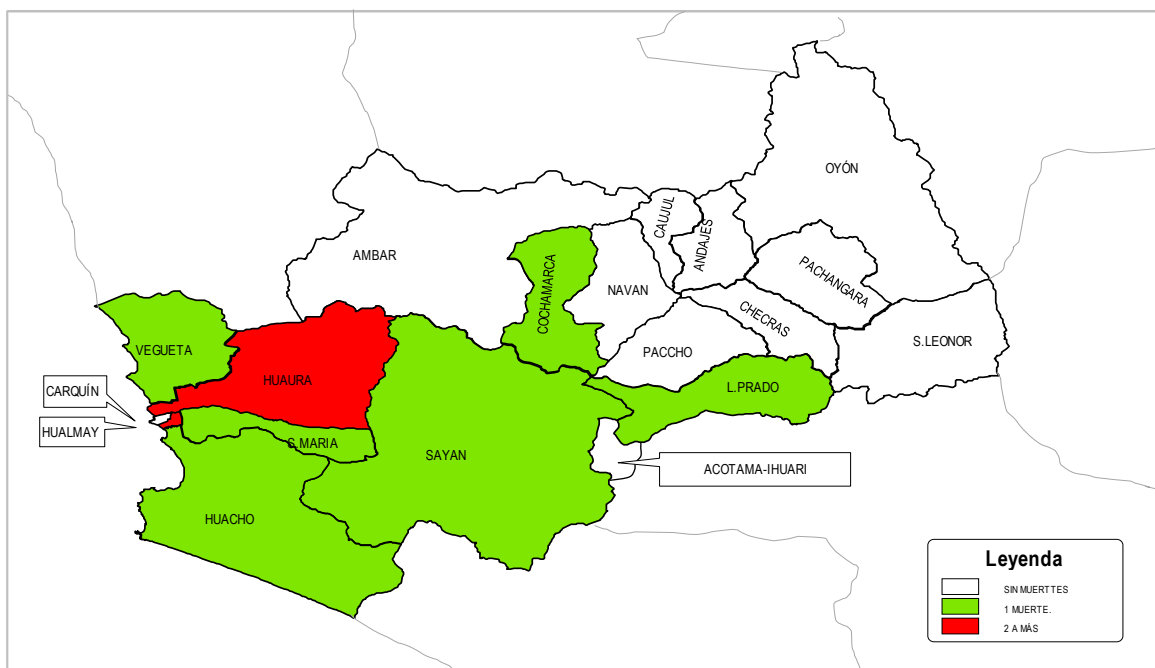 OYÓN
CAUJUL
ANDAJES
AMBAR
PACHANGARA
COCHAMARCA
NAVAN
CHECRAS
S.LEONOR
VEGUETA
PACCHO
HUAURA
L.PRADO
CARQUÍN
HUALMAY
S.MARIA
SAYAN
ACOTAMA-IHUARI
HUACHO
Leyenda
SIN MUERTTES
1 MUERTE.
2 A MÁS